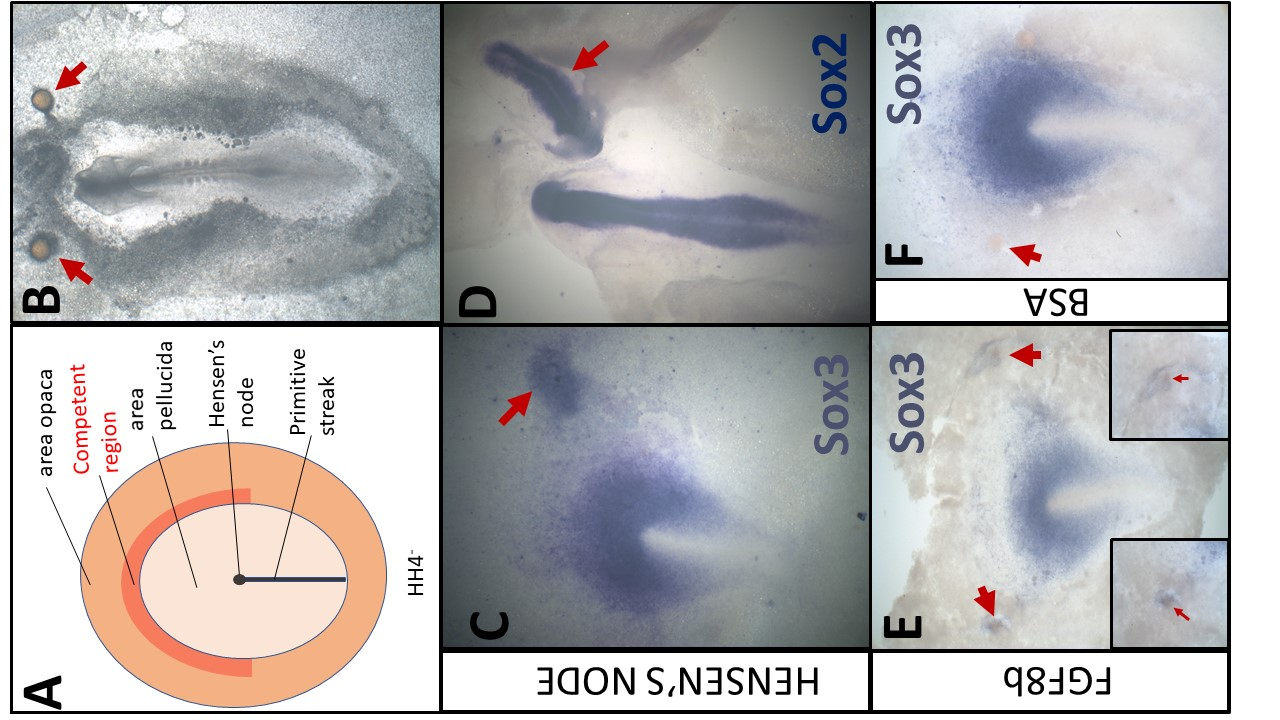 A
area opaca
Competent
region
area
pellucida
Hensen's
node
Primitive
streak
HH4-
B
HENSEN'S NODE
C
Sox3
D
Sox2
FGF8b
E
Sox3
BSA
F
Sox3